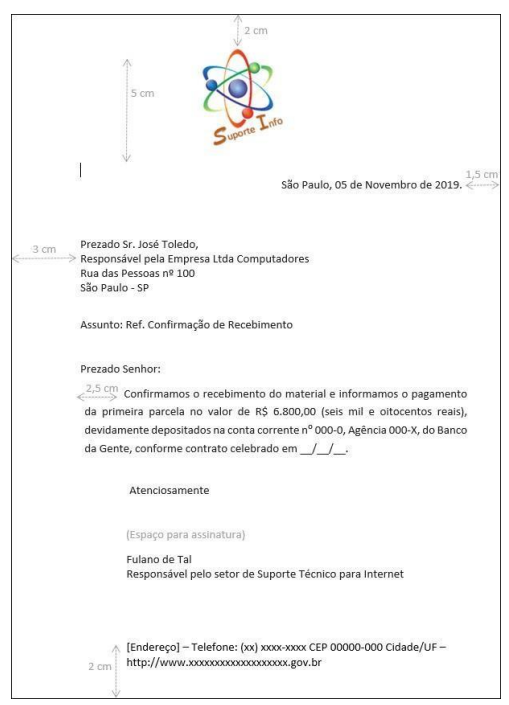 2 cm
5 cm
Suporte Info
São Paulo, 05 de Novembro de 2019.
1,5 cm
3 cm
Prezado Sr. José Toledo,
Responsável pela Empresa Ltda Computadores
Rua das Pessoas nº 100
São Paulo - SP
Assunto: Ref. Confirmação de Recebimento
Prezado Senhor:
2,5 cm
Confirmamos o recebimento do material e informamos o pagamento
da primeira parcela no valor de R$ 6.800,00 (seis mil e oitocentos reais),
devidamente depositados na conta corrente nº 000-0, Agência 000-X, do Banco
da Gente, conforme contrato celebrado em __/__/__.
Atenciosamente
(Espaço para assinatura)
Fulano de Tal
Responsável pelo setor de Suporte Técnico para Internet
[Endereço] – Telefone: (xx) xxxx-xxxx CEP 00000-000 Cidade/UF –
http://www.xxxxxxxxxxxxxxxxxxx.gov.br
2 cm